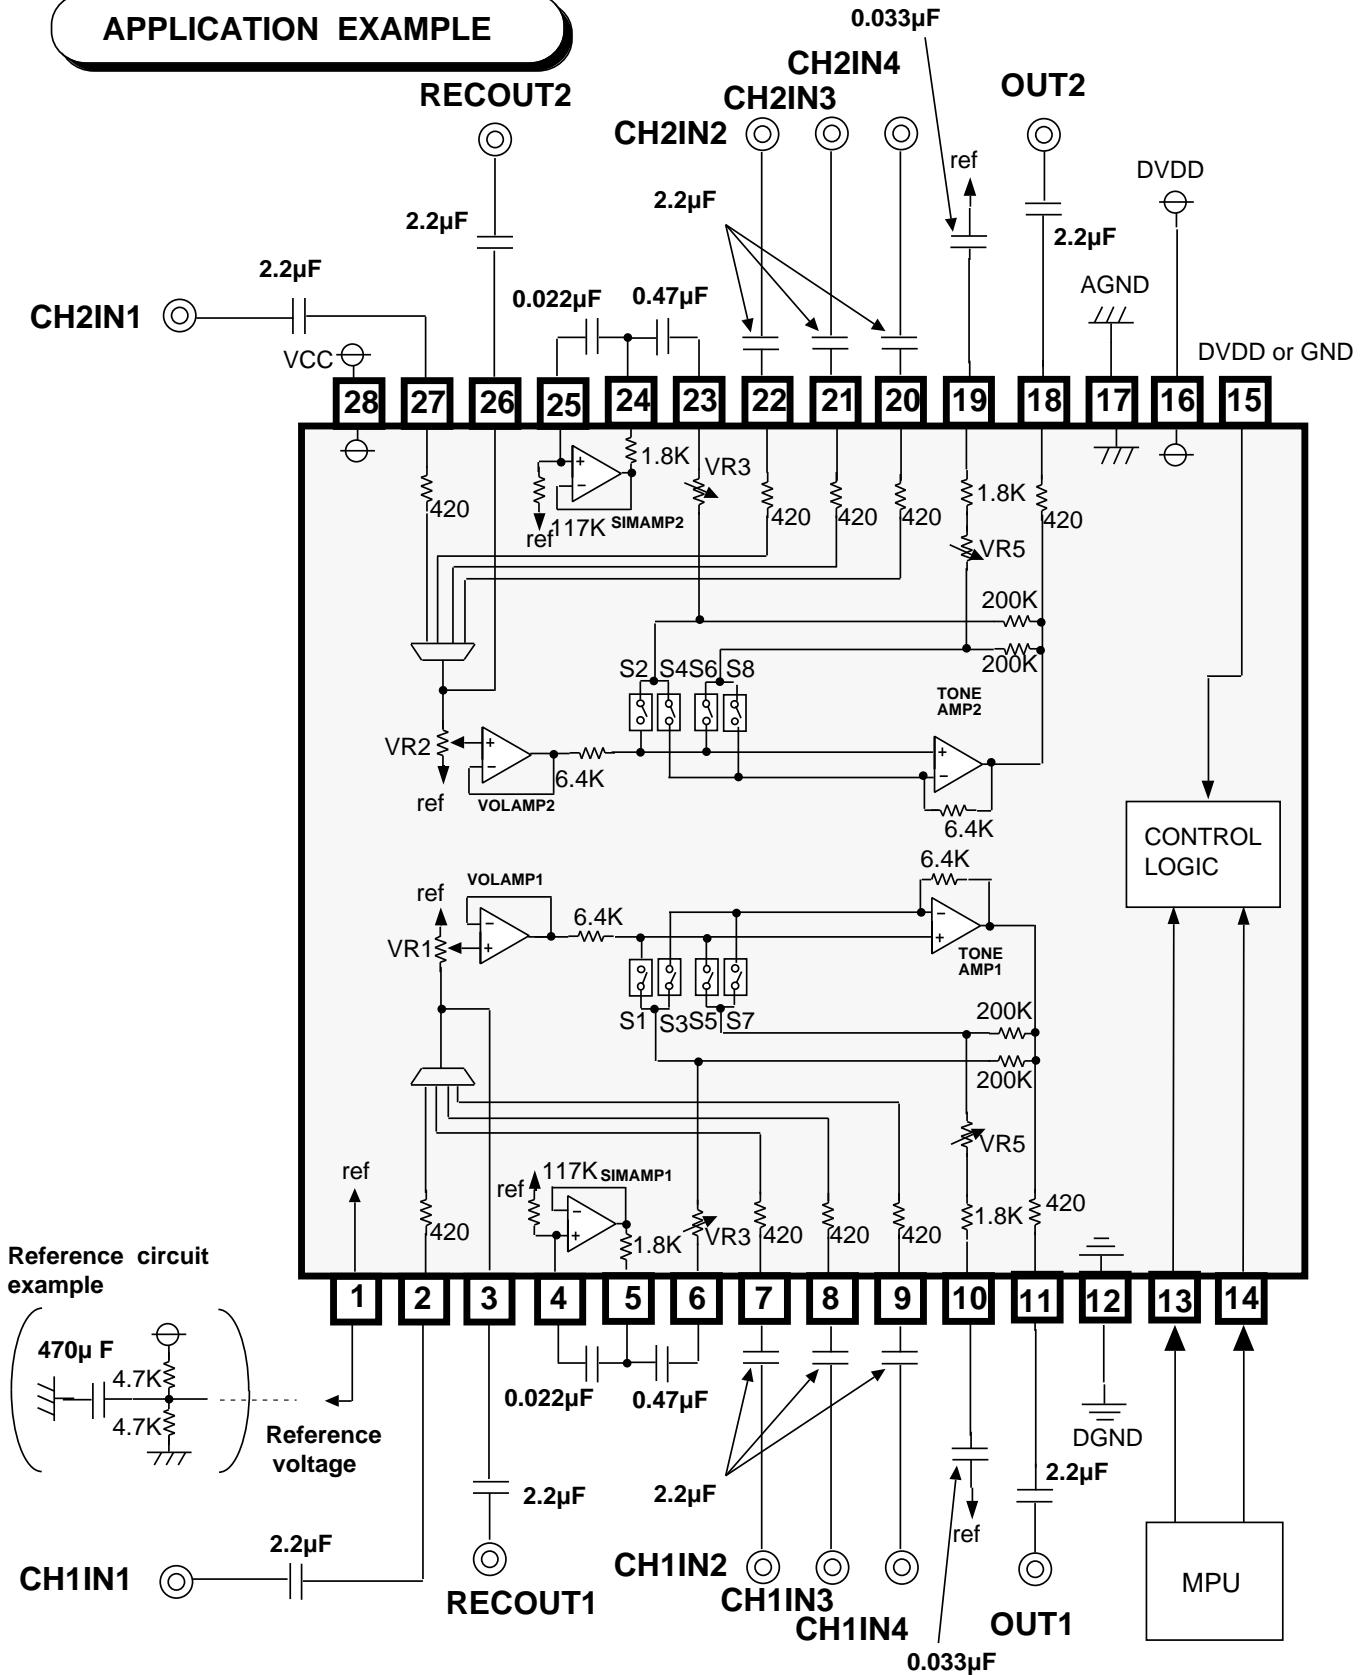 APPLICATION EXAMPLE
0.033µF
CH2IN4
RECOUT2
CH2IN3
OUT2
CH2IN2
ref
DVDD
2.2µF
2.2µF
2.2µF
2.2µF
AGND
CH2IN1
0.022µF
0.47µF
VCC
DVDD or GND
28
27
26
25
24
23
22
21
20
19
18
17
16
15
1.8K
VR3
1.8K
420
117K
SIMAMP2
420
420
420
420
ref
VR5
200K
200K
S2
S4
S6
S8
TONE
AMP2
VR2
6.4K
ref
VOLAMP2
6.4K
CONTROL
LOGIC
6.4K
VOLAMP1
ref
6.4K
VR1
TONE
AMP1
S1
S3
S5
S7
200K
200K
VR5
ref
117K
SIMAMP1
ref
420
1.8K
VR3
420
420
420
1.8K
420
Reference circuit
example
1
2
3
4
5
6
7
8
9
10
11
12
13
14
470µ F
4.7K
4.7K
0.022µF
0.47µF
Reference
voltage
DGND
2.2µF
2.2µF
2.2µF
ref
2.2µF
CH1IN1
RECOUT1
CH1IN2
CH1IN3
CH1IN4
OUT1
MPU
0.033µF